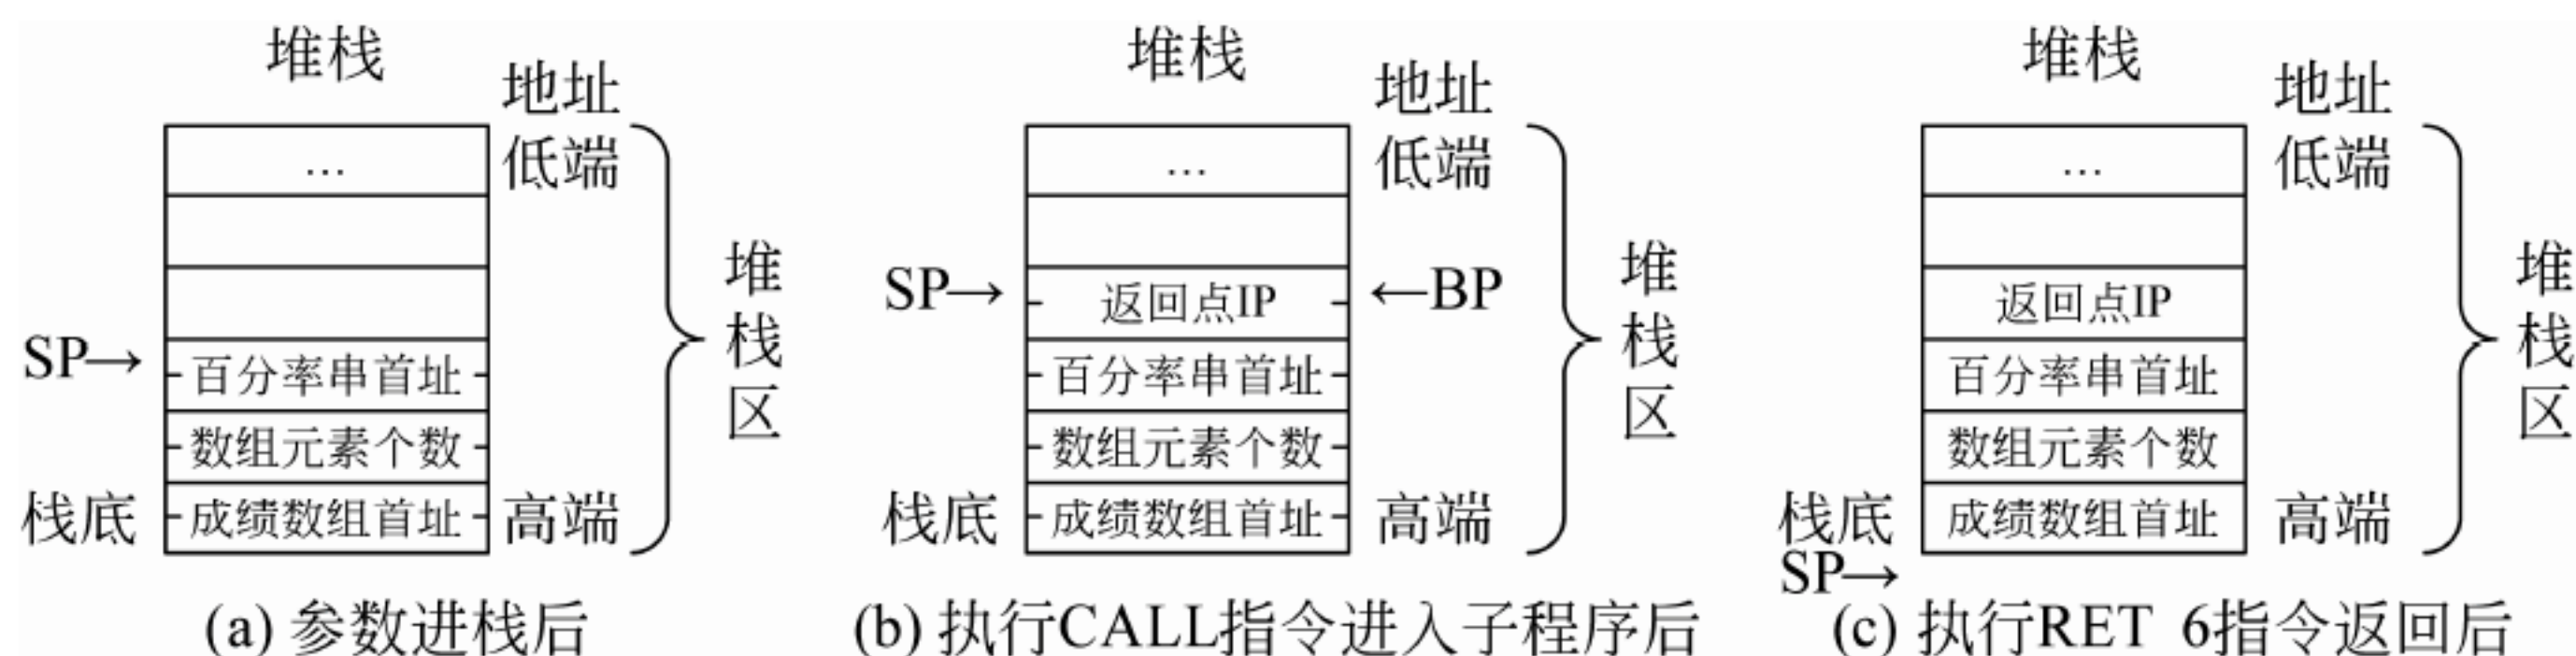 堆栈
地址
低端
…
SP→
百分率串首址
数组元素个数
栈底
成绩数组首址
高端
堆栈区
(a) 参数进栈后
堆栈
地址
低端
…
SP→
返回点IP
←BP
百分率串首址
数组元素个数
栈底
成绩数组首址
高端
堆栈区
(b) 执行CALL指令进入子程序后
堆栈
地址
低端
…
返回点IP
百分率串首址
数组元素个数
栈底
成绩数组首址
高端
SP→
堆栈区
(c) 执行RET 6指令返回后